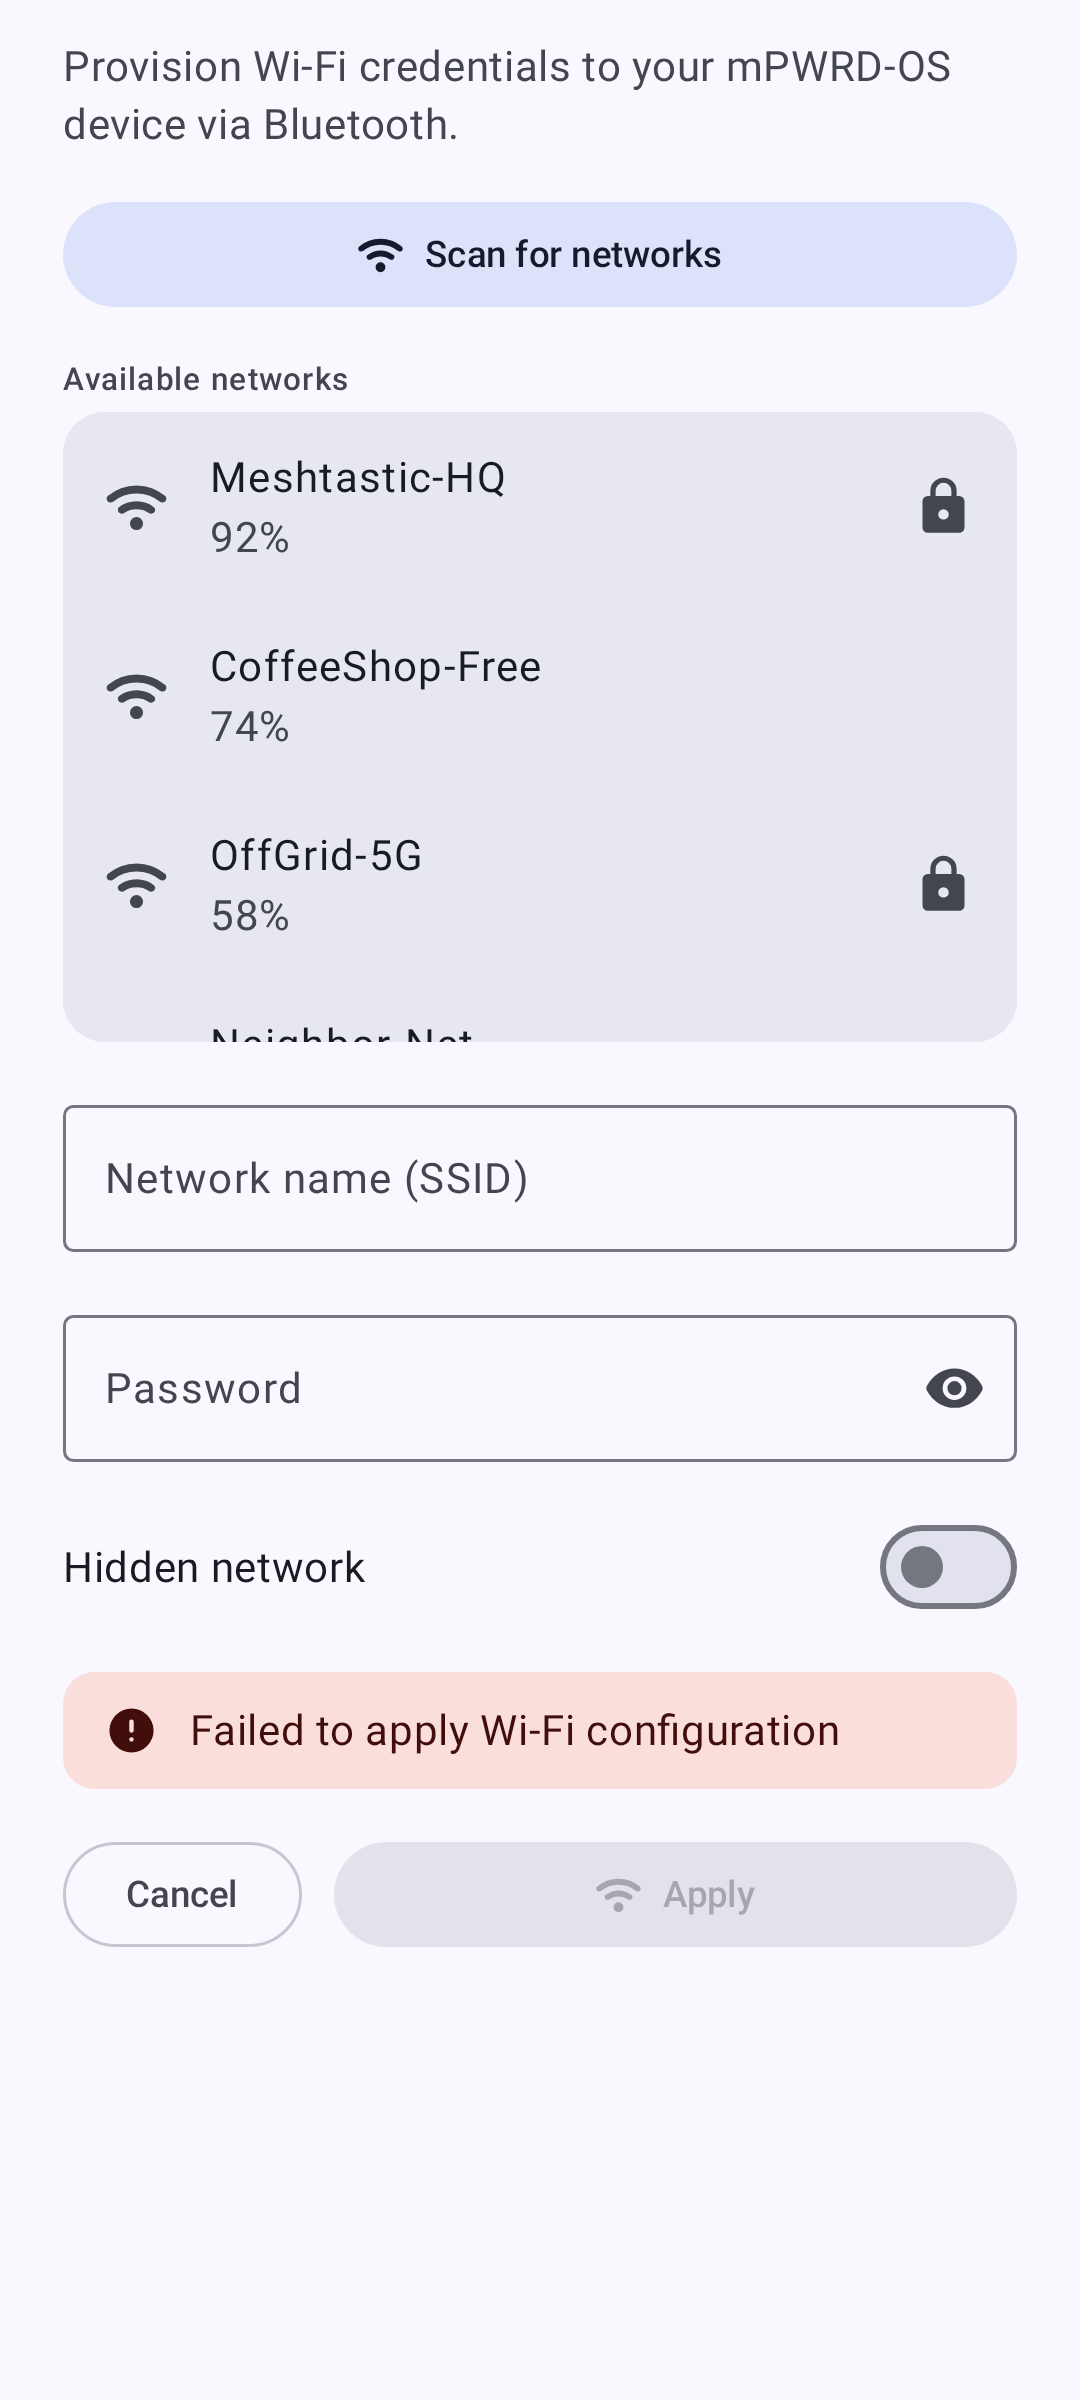 Provision Wi-Fi credentials to your mPWRD-OS
device via Bluetooth.
Scan for networks
Available networks
Meshtastic-HQ
92%
CoffeeShop-Free
74%
OffGrid-5G
58%
Neighbor-Net
Network name (SSID)
Password
Hidden network
Failed to apply Wi-Fi configuration
Cancel
Apply